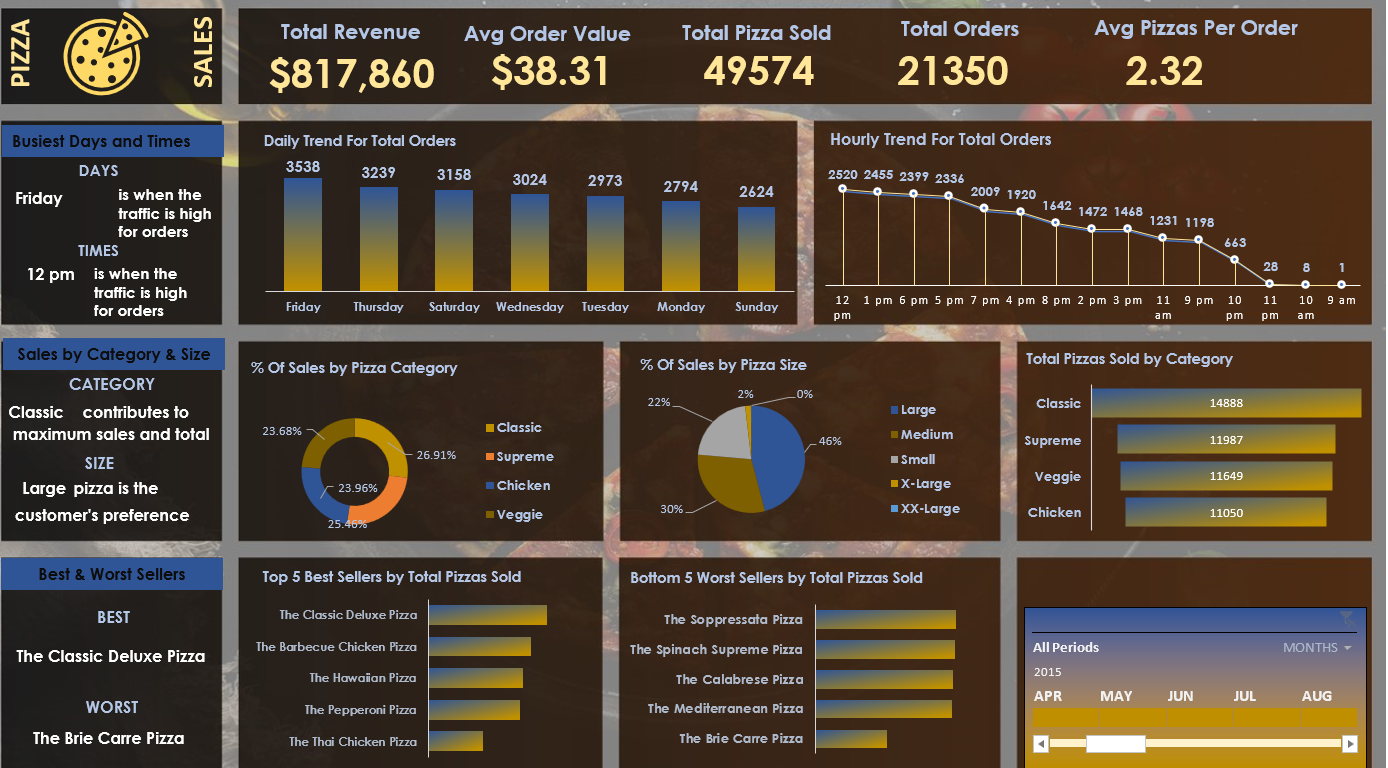 PIZZA
SALES
Total Revenue
$817,860
Avg Order Value
$38.31
Total Pizza Sold
49574
Total Orders
21350
Avg Pizzas Per Order
2.32
Busiest Days and Times
DAYS
Friday
is when the
traffic is high
for orders
TIMES
12 pm
is when the
traffic is high
for orders
Daily Trend For Total Orders
3538 3239 3158 3024 2973 2794 2624
Friday Thursday Saturday Wednesday Tuesday Monday Sunday
Hourly Trend For Total Orders
2520 2455 2399 2336 2009 1920 1642 1472 1468 1231 1198 663 28 8 1
12 pm 1 pm 6 pm 5 pm 7 pm 4 pm 8 pm 2 pm 3 pm 11 am 9 pm 10 pm 11 pm 10 am 9 am
Sales by Category & Size
CATEGORY
Classic contributes to
maximum sales and total
SIZE
Large pizza is the
customer's preference
% Of Sales by Pizza Category
23.68%
26.91%
23.96%
25.46%
Classic
Supreme
Chicken
Veggie
% Of Sales by Pizza Size
2%
0%
22%
46%
30%
Large
Medium
Small
X-Large
XX-Large
Total Pizzas Sold by Category
Classic 14888
Supreme 11987
Veggie 11649
Chicken 11050
Best & Worst Sellers
BEST
The Classic Deluxe Pizza
WORST
The Brie Carre Pizza
Top 5 Best Sellers by Total Pizzas Sold
The Classic Deluxe Pizza
The Barbecue Chicken Pizza
The Hawaiian Pizza
The Pepperoni Pizza
The Thai Chicken Pizza
Bottom 5 Worst Sellers by Total Pizzas Sold
The Soppressata Pizza
The Spinach Supreme Pizza
The Calabrese Pizza
The Mediterranean Pizza
The Brie Carre Pizza
All Periods
MONTHS
2015
APR MAY JUN JUL AUG